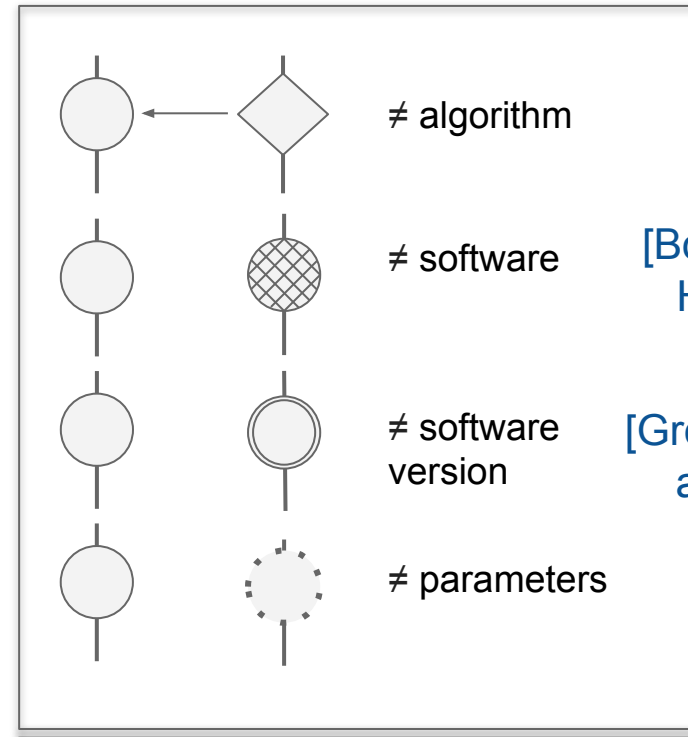 ≠ algorithm
≠ software
≠ software
version
≠ parameters